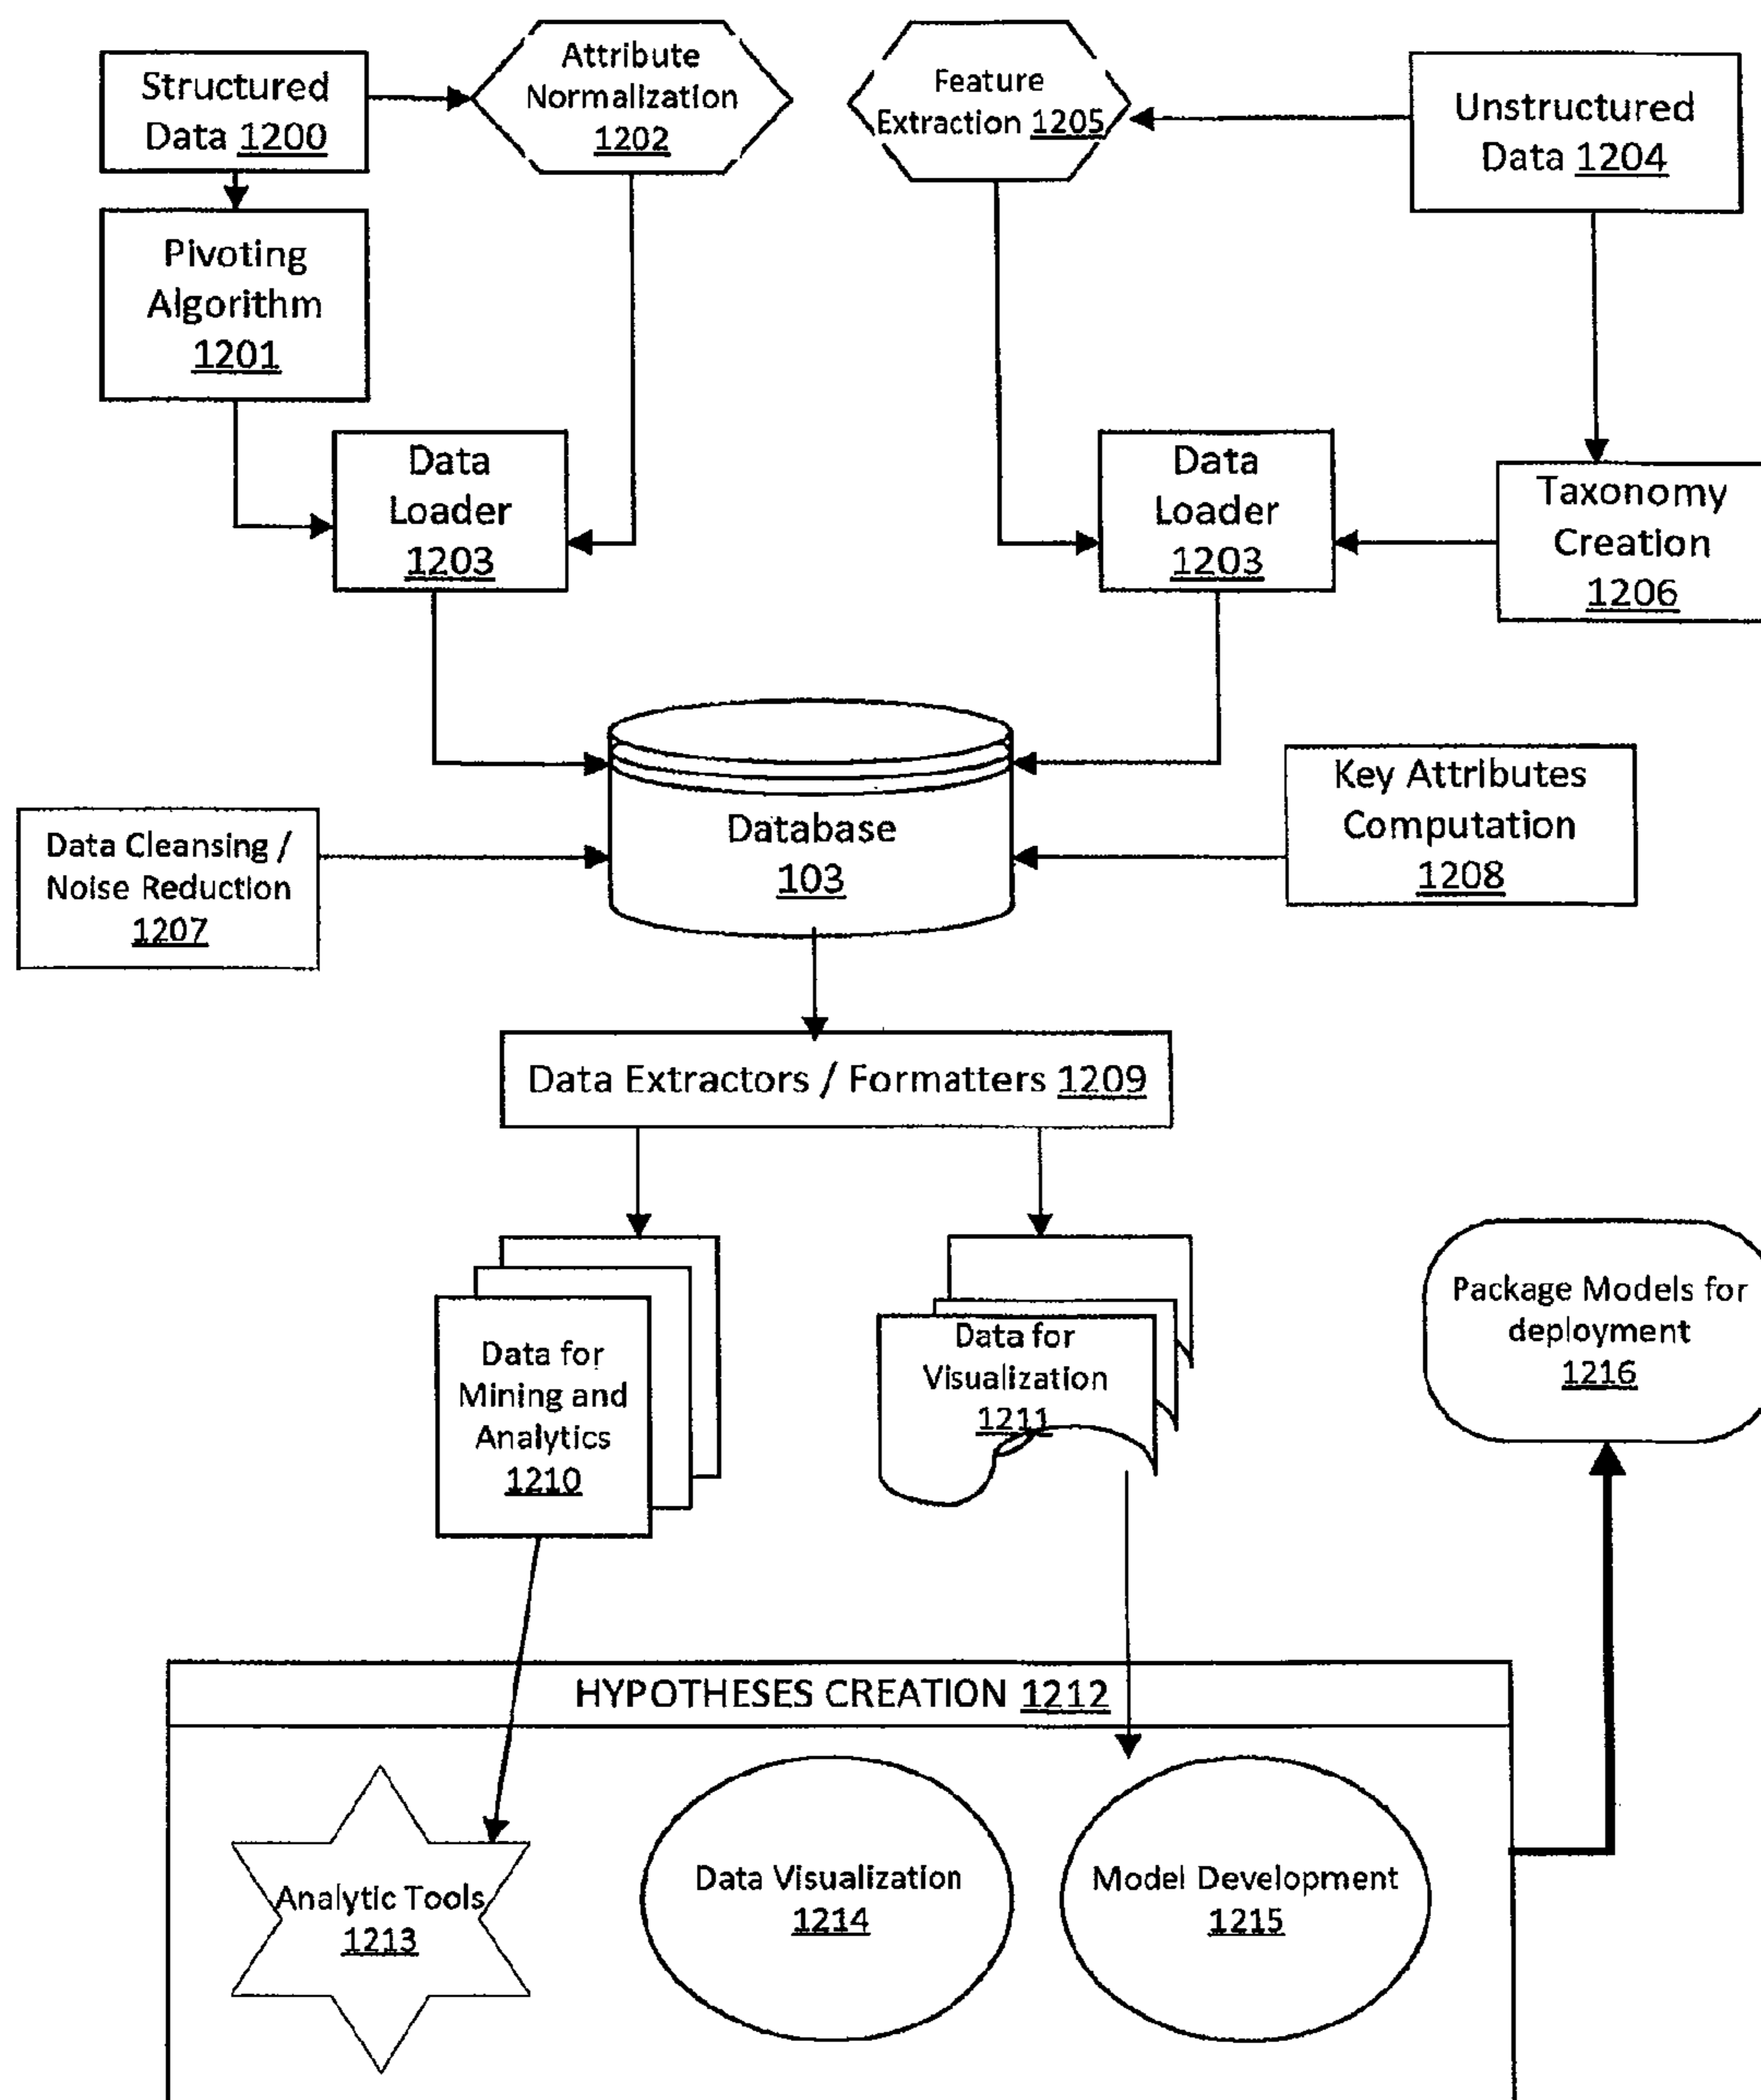 Structured
Data 1200
Attribute
Normalization
1202
Feature
Extraction 1205
Unstructured
Data 1204
Pivoting
Algorithm
1201
Data
Loader
1203
Data
Loader
1203
Taxonomy
Creation
1206
Database
103
Key Attributes
Computation
1208
Data Cleansing /
Noise Reduction
1207
Data Extractors / Formatters 1209
Data for
Mining and
Analytics
1210
Data for
Visualization
1211
Package Models for
deployment
1216
HYPOTHESES CREATION 1212
Analytic Tools
1213
Data Visualization
1214
Model Development
1215